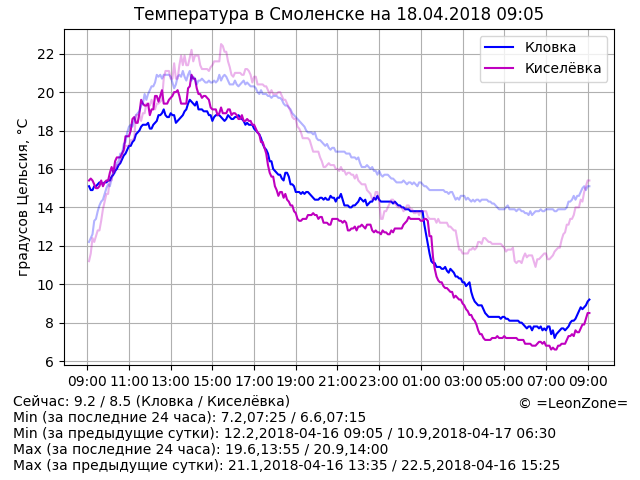 Температура в Смоленске на 18.04.2018 09:05
Кловка
Киселёвка
градусов Цельсия, °C
22
20
18
16
14
12
10
8
6
09:00 11:00 13:00 15:00 17:00 19:00 21:00 23:00 01:00 03:00 05:00 07:00 09:00
Сейчас: 9.2 / 8.5 (Кловка / Киселёвка)
© =LeonZone=
Min (за последние 24 часа): 7.2,07:25 / 6.6,07:15
Min (за предыдущие сутки): 12.2,2018-04-16 09:05 / 10.9,2018-04-17 06:30
Max (за последние 24 часа): 19.6,13:55 / 20.9,14:00
Max (за предыдущие сутки): 21.1,2018-04-16 13:35 / 22.5,2018-04-16 15:25